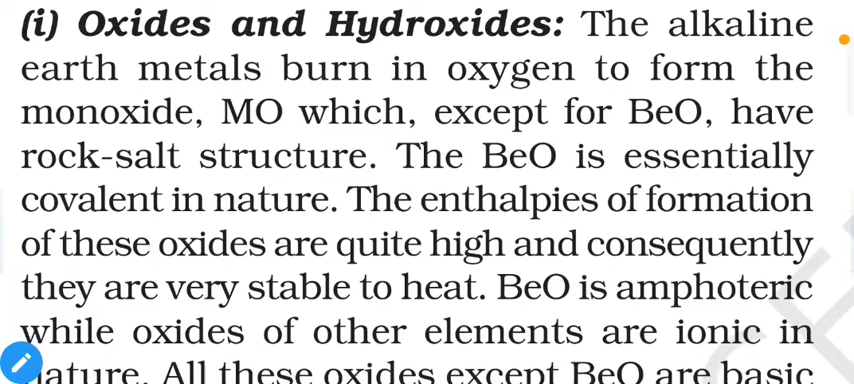 (i) Oxides and Hydroxides: The alkaline
earth metals burn in oxygen to form the
monoxide, MO which, except for BeO, have
rock-salt structure. The BeO is essentially
covalent in nature. The enthalpies of formation
of these oxides are quite high and consequently
they are very stable to heat. BeO is amphoteric
while oxides of other elements are ionic in
nature. All these oxides except BeO are basic